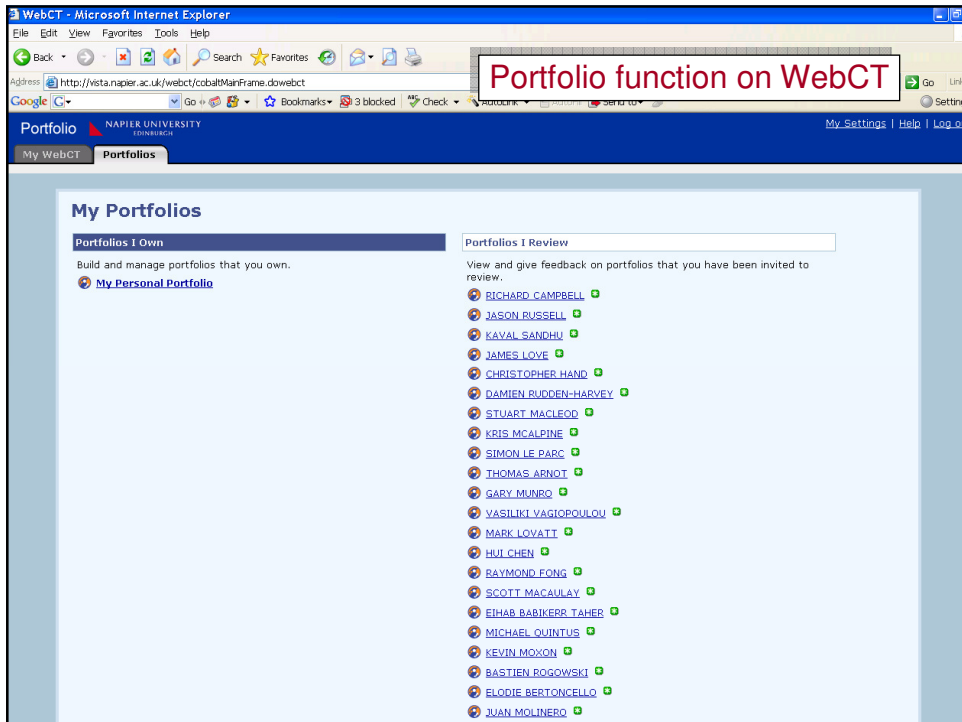 WebCT - Microsoft Internet Explorer
File Edit View Favorites Tools Help
Back Search Favorites
Portfolio function on WebCT
Address http://vista.napier.ac.uk/webct/cobaltMainFrame.dowebct Go
Google G Go Bookmarks 3 blocked Check AutoLink AutoFill Send to
Portfolio NAPIER UNIVERSITY
EDINBURGH
My Settings | Help | Log o
My WebCT Portfolios
My Portfolios
Portfolios I Own
Build and manage portfolios that you own.
My Personal Portfolio
Portfolios I Review
View and give feedback on portfolios that you have been invited to
review.
RICHARD CAMPBELL
JASON RUSSELL
KAVAL SANDHU
JAMES LOVE
CHRISTOPHER HAND
DAMIEN RUDDEN-HARVEY
STUART MACLEOD
KRIS MCALPINE
SIMON LE PARC
THOMAS ARNOT
GARY MUNRO
VASILIKI VAGIOPOULOU
MARK LOVATT
HUI CHEN
RAYMOND FONG
SCOTT MACAULAY
EIHAB BABIKERR TAHER
MICHAEL QUINTUS
KEVIN MOXON
BASTIEN ROGOWSKI
ELODIE BERTONCELLO
JUAN MOLINERO